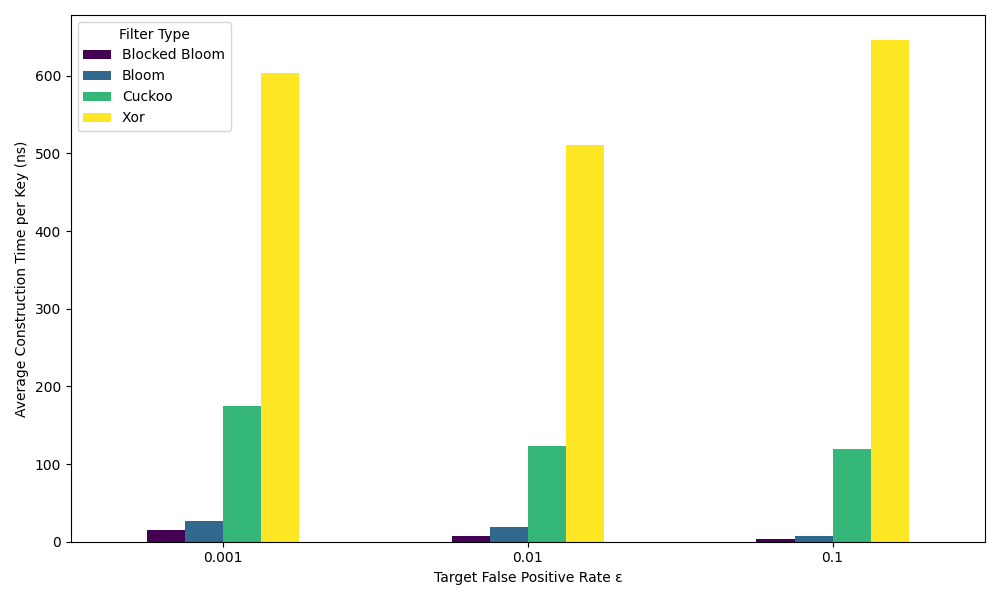 Filter Type
Blocked Bloom
Bloom
Cuckoo
Xor
Average Construction Time per Key (ns)
600
500
400
300
200
100
0
0.001
0.01
0.1
Target False Positive Rate ε